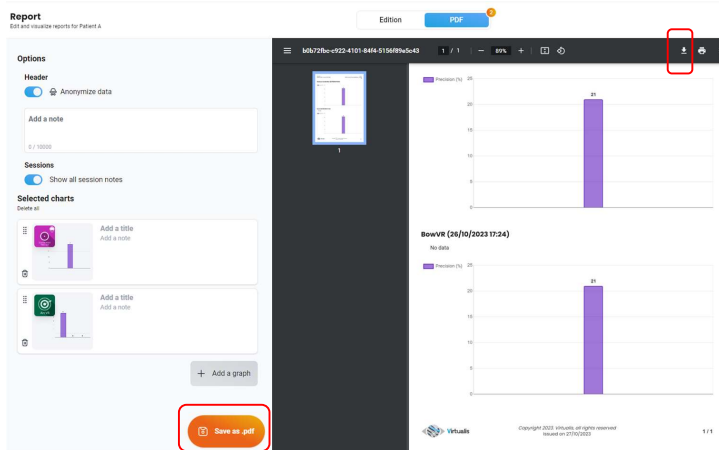 Report
Edit and visualize reports for Patient A
Edition
PDF
2
Options
Header
Anonymize data
Add a note
0 / 10000
Sessions
Show all session notes
Selected charts
Delete all
Add a title
Add a note
Add a title
Add a note
+ Add a graph
Save as .pdf
b0b72fbc-c922-4101-84f4-5156f89e5c43
1 / 1
89%
1
Precision (%)
25
20
15
10
5
0
21
BowVR (26/10/2023 17:24)
No data
Precision (%)
25
20
15
10
5
0
21
Virtualis
Copyright 2023. Virtualis, all rights reserved
Issued on 27/10/2023
1 / 1